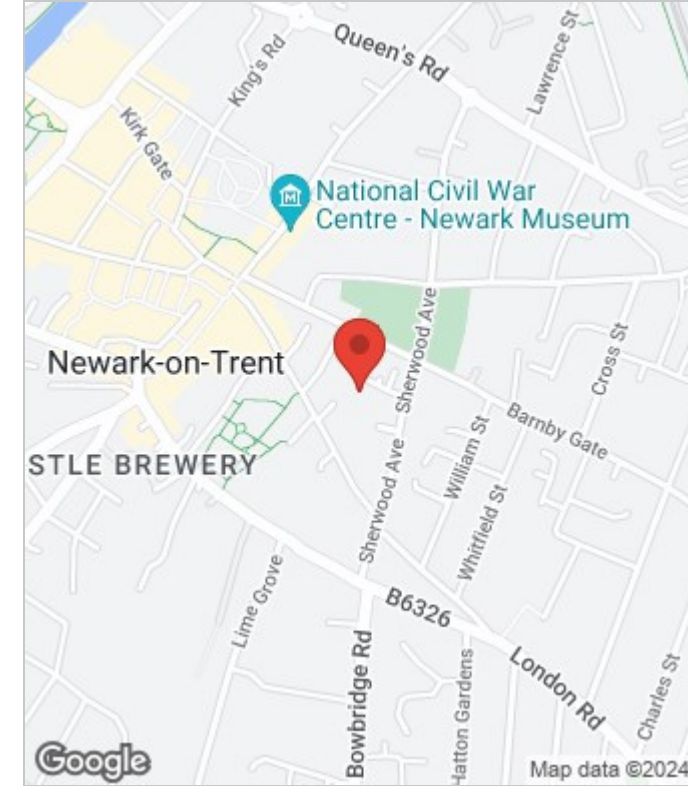 Queen's Rd
Lawrence St
King's Rd
Kirk Gate
National Civil War
Centre - Newark Museum
Sherwood Ave
Cross St
Newark-on-Trent
Barnby Gate
William St
STLE BREWERY
Sherwood Ave
Whitfield St
Lime Grove
B6326
London Rd
Bowbridge Rd
Hatton Gardens
Charles St
Google
Map data ©2024